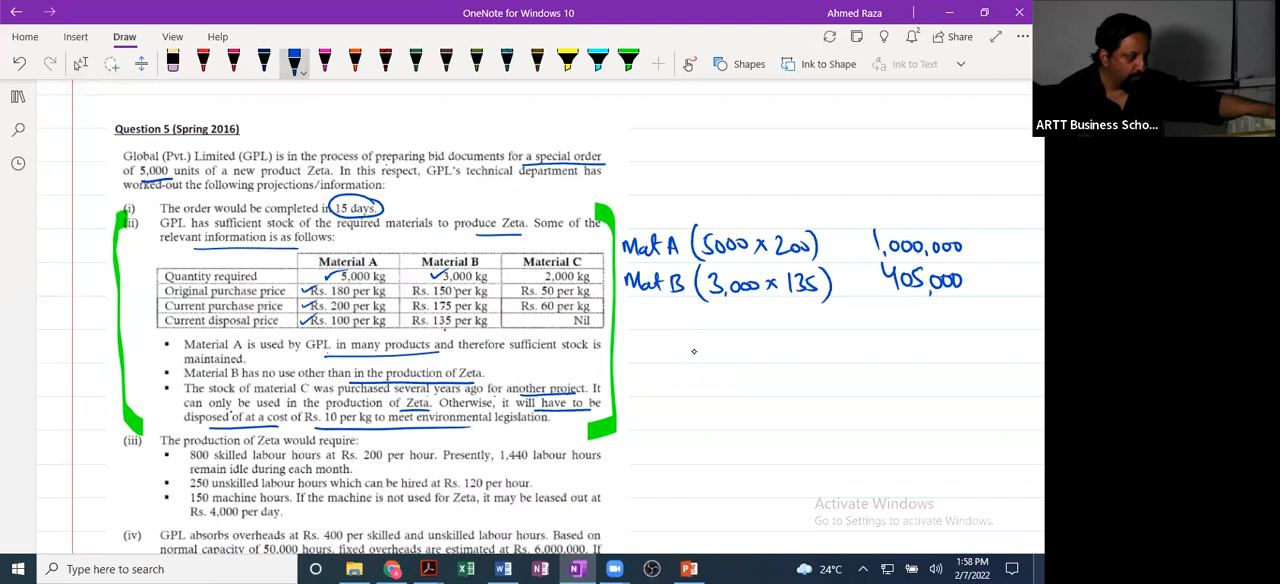 OneNote for Windows 10
Ahmed Raza
Home Insert Draw View Help
Share
Shapes
Ink to Shape
Ink to Text
ARTT Business Scho...
Question 5 (Spring 2016)
Global (Pvt.) Limited (GPL) is in the process of preparing bid documents for a special order
of 5,000 units of a new product Zeta. In this respect, GPL's technical department has
worked-out the following projections/information:
(i) The order would be completed in 15 days.
(ii) GPL has sufficient stock of the required materials to produce Zeta. Some of the
relevant information is as follows:
Material A Material B Material C
Quantity required 5,000 kg 3,000 kg 2,000 kg
Original purchase price Rs. 180 per kg Rs. 150 per kg Rs. 50 per kg
Current purchase price Rs. 200 per kg Rs. 175 per kg Rs. 60 per kg
Current disposal price Rs. 100 per kg Rs. 135 per kg Nil
Mat A (5000 × 200) 1,000,000
Mat B (3,000 × 135) 405,000
▪ Material A is used by GPL in many products and therefore sufficient stock is
maintained.
▪ Material B has no use other than in the production of Zeta.
▪ The stock of material C was purchased several years ago for another project. It
can only be used in the production of Zeta. Otherwise, it will have to be
disposed of at a cost of Rs. 10 per kg to meet environmental legislation.
(iii) The production of Zeta would require:
▪ 800 skilled labour hours at Rs. 200 per hour. Presently, 1,440 labour hours
remain idle during each month.
▪ 250 unskilled labour hours which can be hired at Rs. 120 per hour.
▪ 150 machine hours. If the machine is not used for Zeta, it may be leased out at
Rs. 4,000 per day.
(iv) GPL absorbs overheads at Rs. 400 per skilled and unskilled labour hours. Based on
normal capacity of 50,000 hours, fixed overheads are estimated at Rs. 6,000,000. If
Activate Windows
Go to Settings to activate Windows.
Type here to search
24°C
1:58 PM
2/7/2022